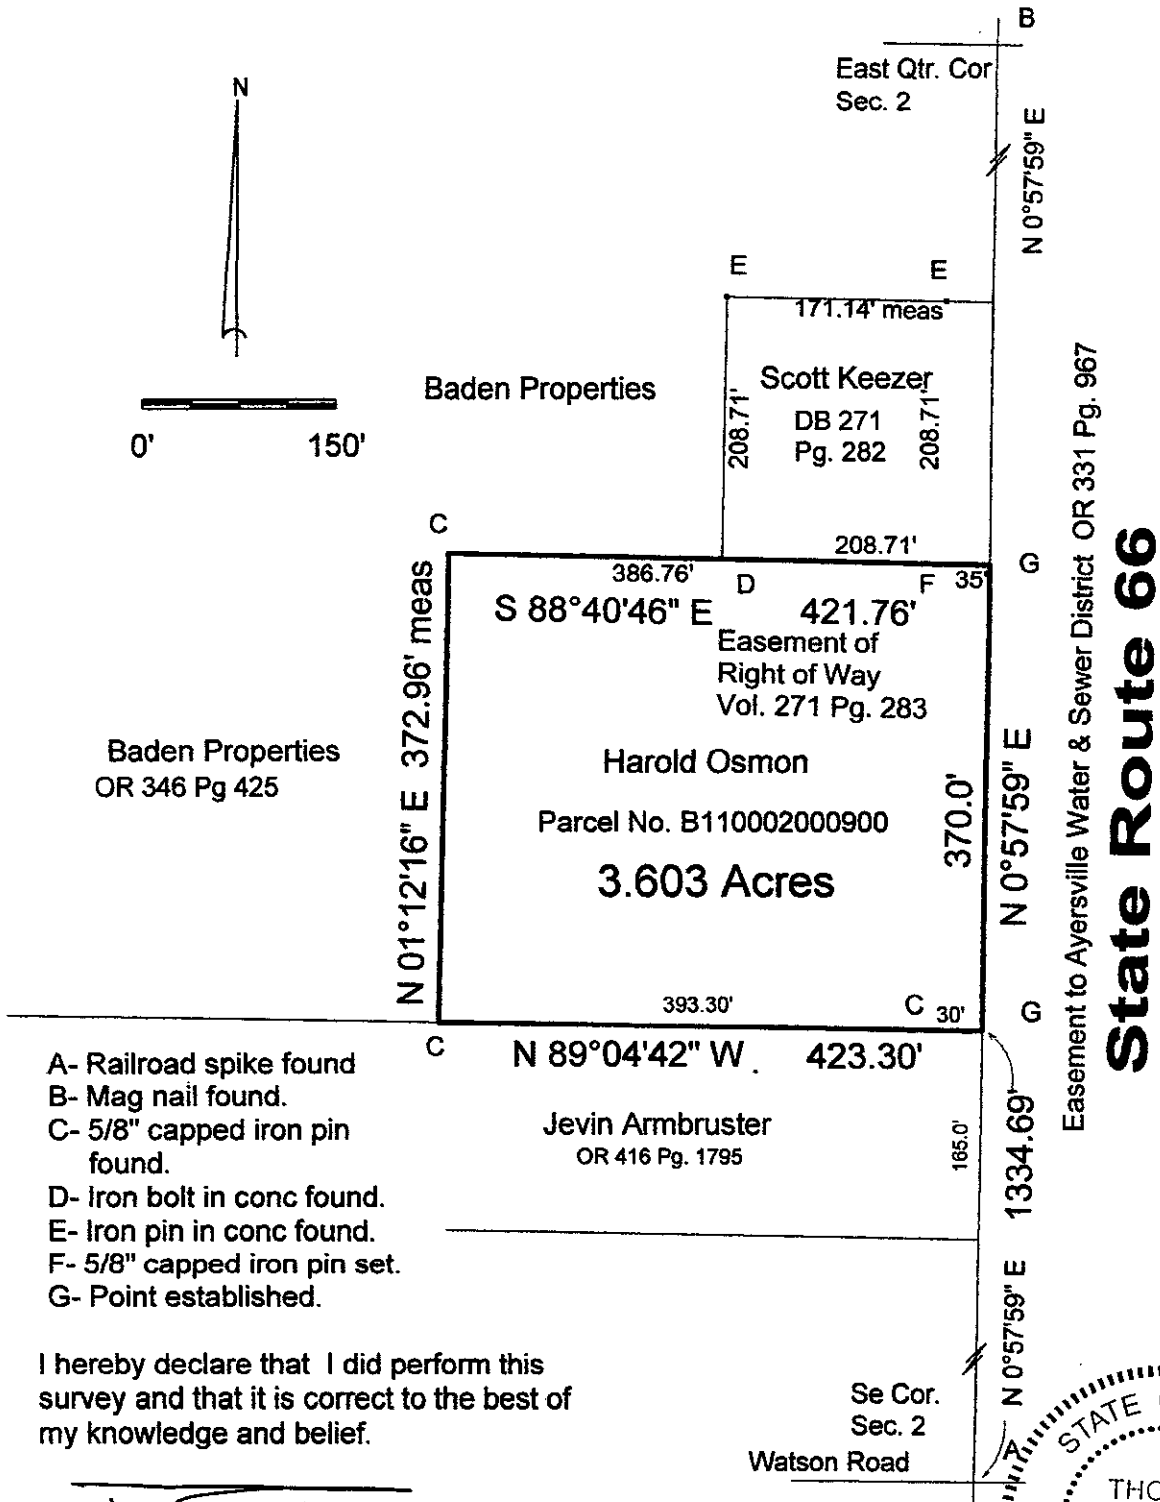 B
East Qtr. Cor
Sec. 2
N
N 0°57'59" E
E
E
171.14' meas
0'
150'
Baden Properties
Scott Keezer
DB 271
Pg. 282
208.71'
208.71'
Easement to Ayersville Water & Sewer District OR 331 Pg. 967
State Route 66
C
208.71'
386.76'
D
F
35'
G
S 88°40'46" E
421.76'
Easement of
Right of Way
Vol. 271 Pg. 283
N 01°12'16" E 372.96' meas
Baden Properties
OR 346 Pg 425
Harold Osmon
Parcel No. B110002000900
3.603 Acres
370.0'
N 0°57'59" E
393.30'
C
30'
G
C
N 89°04'42" W
423.30'
A- Railroad spike found
B- Mag nail found.
C- 5/8" capped iron pin
found.
D- Iron bolt in conc found.
E- Iron pin in conc found.
F- 5/8" capped iron pin set.
G- Point established.
Jevin Armbruster
OR 416 Pg. 1795
165.0'
1334.69'
N 0°57'59" E
I hereby declare that I did perform this
survey and that it is correct to the best of
my knowledge and belief.
Se Cor.
Sec. 2
Watson Road
A
STATE
THO